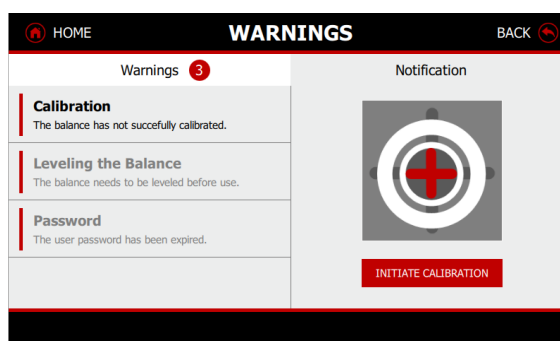 HOME
WARNINGS
BACK
Warnings 3
Notification
Calibration
The balance has not succefully calibrated.
Leveling the Balance
The balance needs to be leveled before use.
Password
The user password has been expired.
INITIATE CALIBRATION